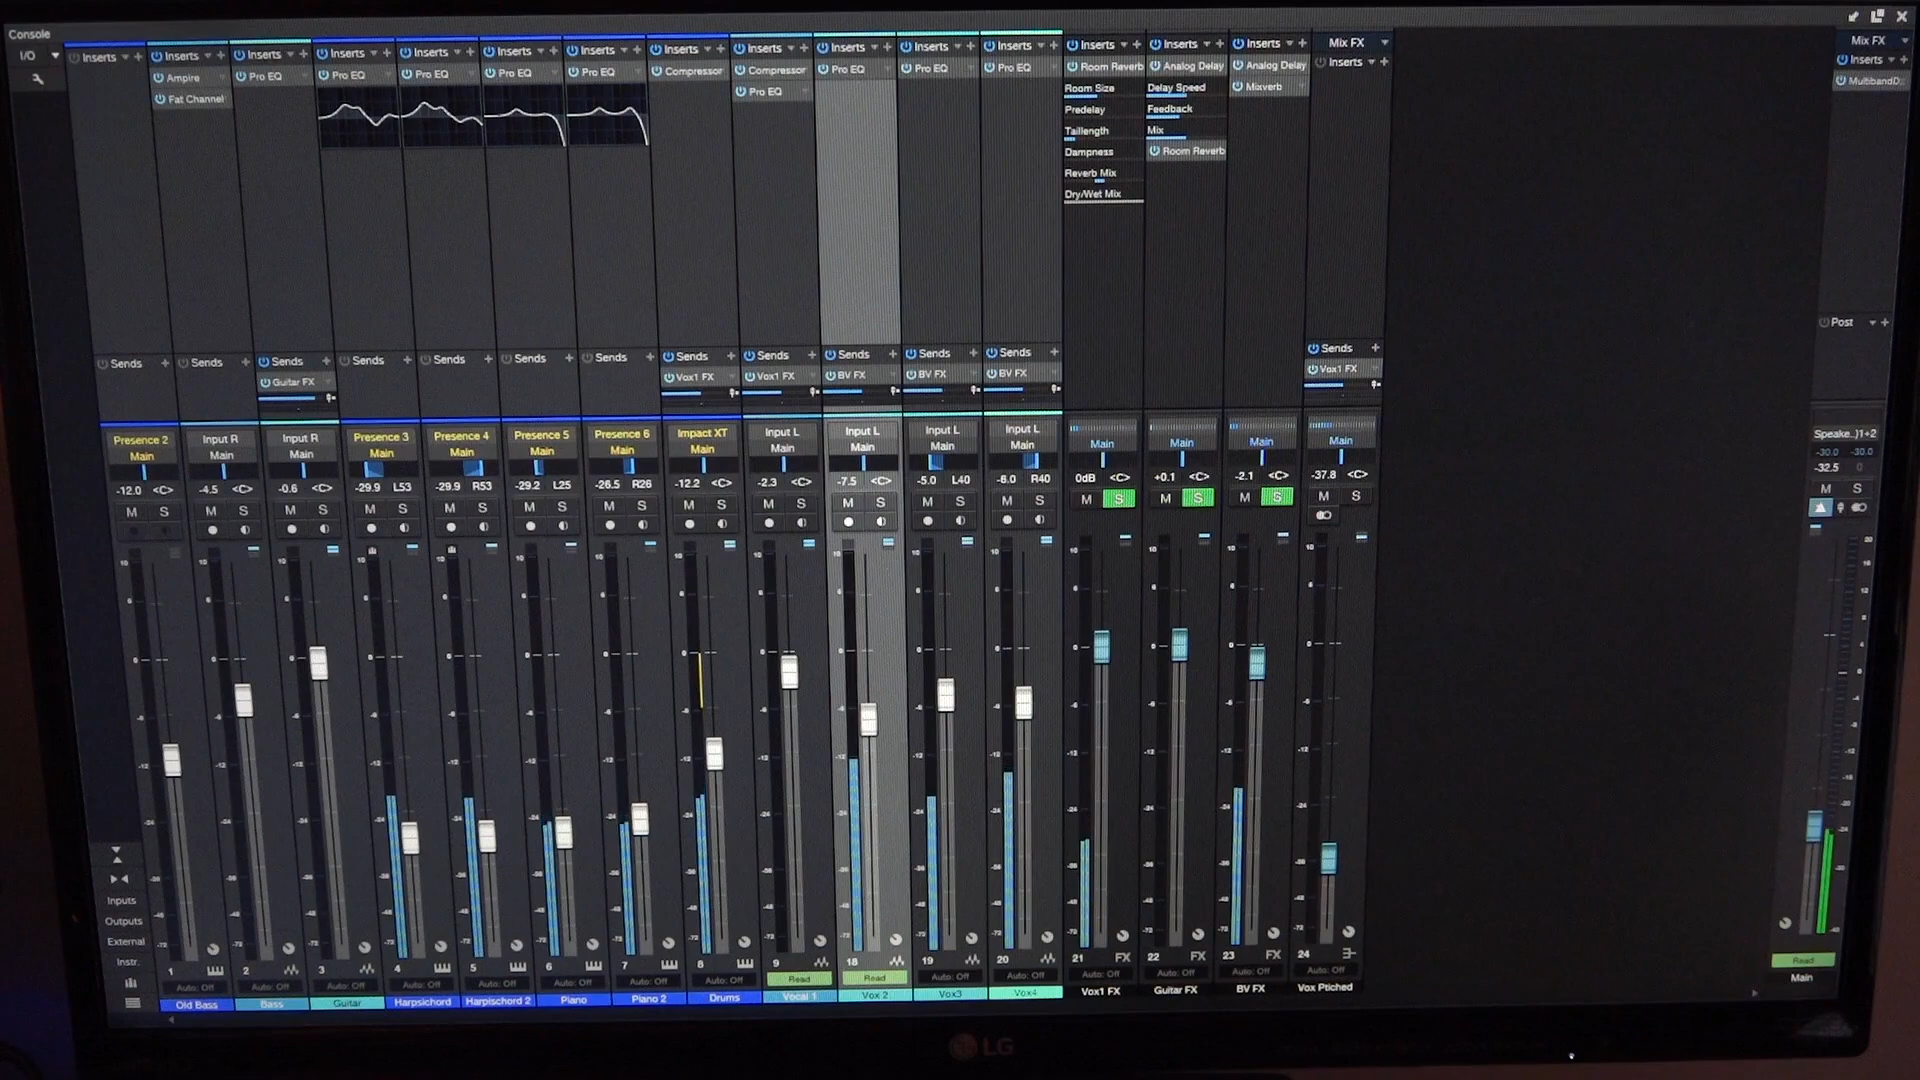 Console
I/O
Inserts Inserts Inserts Inserts Inserts Inserts Inserts Inserts Inserts Inserts Inserts Inserts Inserts Inserts Inserts Mix FX Mix FX
Ampire Pro EQ Pro EQ Pro EQ Pro EQ Pro EQ Compressor Compressor Pro EQ Pro EQ Pro EQ Room Reverb Analog Delay Analog Delay Inserts Inserts
Fat Channel Pro EQ Room Size Delay Speed Mixverb MultibandD...
Predelay Feedback
Taillength Mix
Dampness Room Reverb
Reverb Mix
Dry/Wet Mix
Post
Sends Sends Sends Sends Sends Sends Sends Sends Sends Sends Sends Sends Sends
Guitar FX Vox1 FX Vox1 FX BV FX BV FX BV FX Vox1 FX
Presence 2 Input R Input R Presence 3 Presence 4 Presence 5 Presence 6 Impact XT Input L Input L Input L Input L Speake...)1+2
Main Main Main Main Main Main Main Main Main Main Main Main Main Main Main Main
-30.0 -30.0
-12.0 <C> -4.5 <C> -0.6 <C> -29.9 L53 -29.9 R53 -29.2 L25 -26.5 R26 -12.2 <C> -2.3 <C> -7.5 <C> -5.0 L40 -6.0 R40 0dB <C> +0.1 <C> -2.1 <C> -37.8 <C> -32.5 0
M S M S M S M S M S M S M S M S M S M S M S M S M S M S M S M S M S
Inputs
Outputs
External
Instr.
1 2 3 4 5 6 7 8 9 18 19 20 21 FX 22 FX 23 FX 24
Auto: Off Auto: Off Auto: Off Auto: Off Auto: Off Auto: Off Auto: Off Auto: Off Read Read Auto: Off Auto: Off Auto: Off Auto: Off Auto: Off Auto: Off Read
Old Bass Bass Guitar Harpsichord Harpischord 2 Piano Piano 2 Drums Vocal 1 Vox 2 Vox3 Vox4 Vox1 FX Guitar FX BV FX Vox Ptiched Main
LG